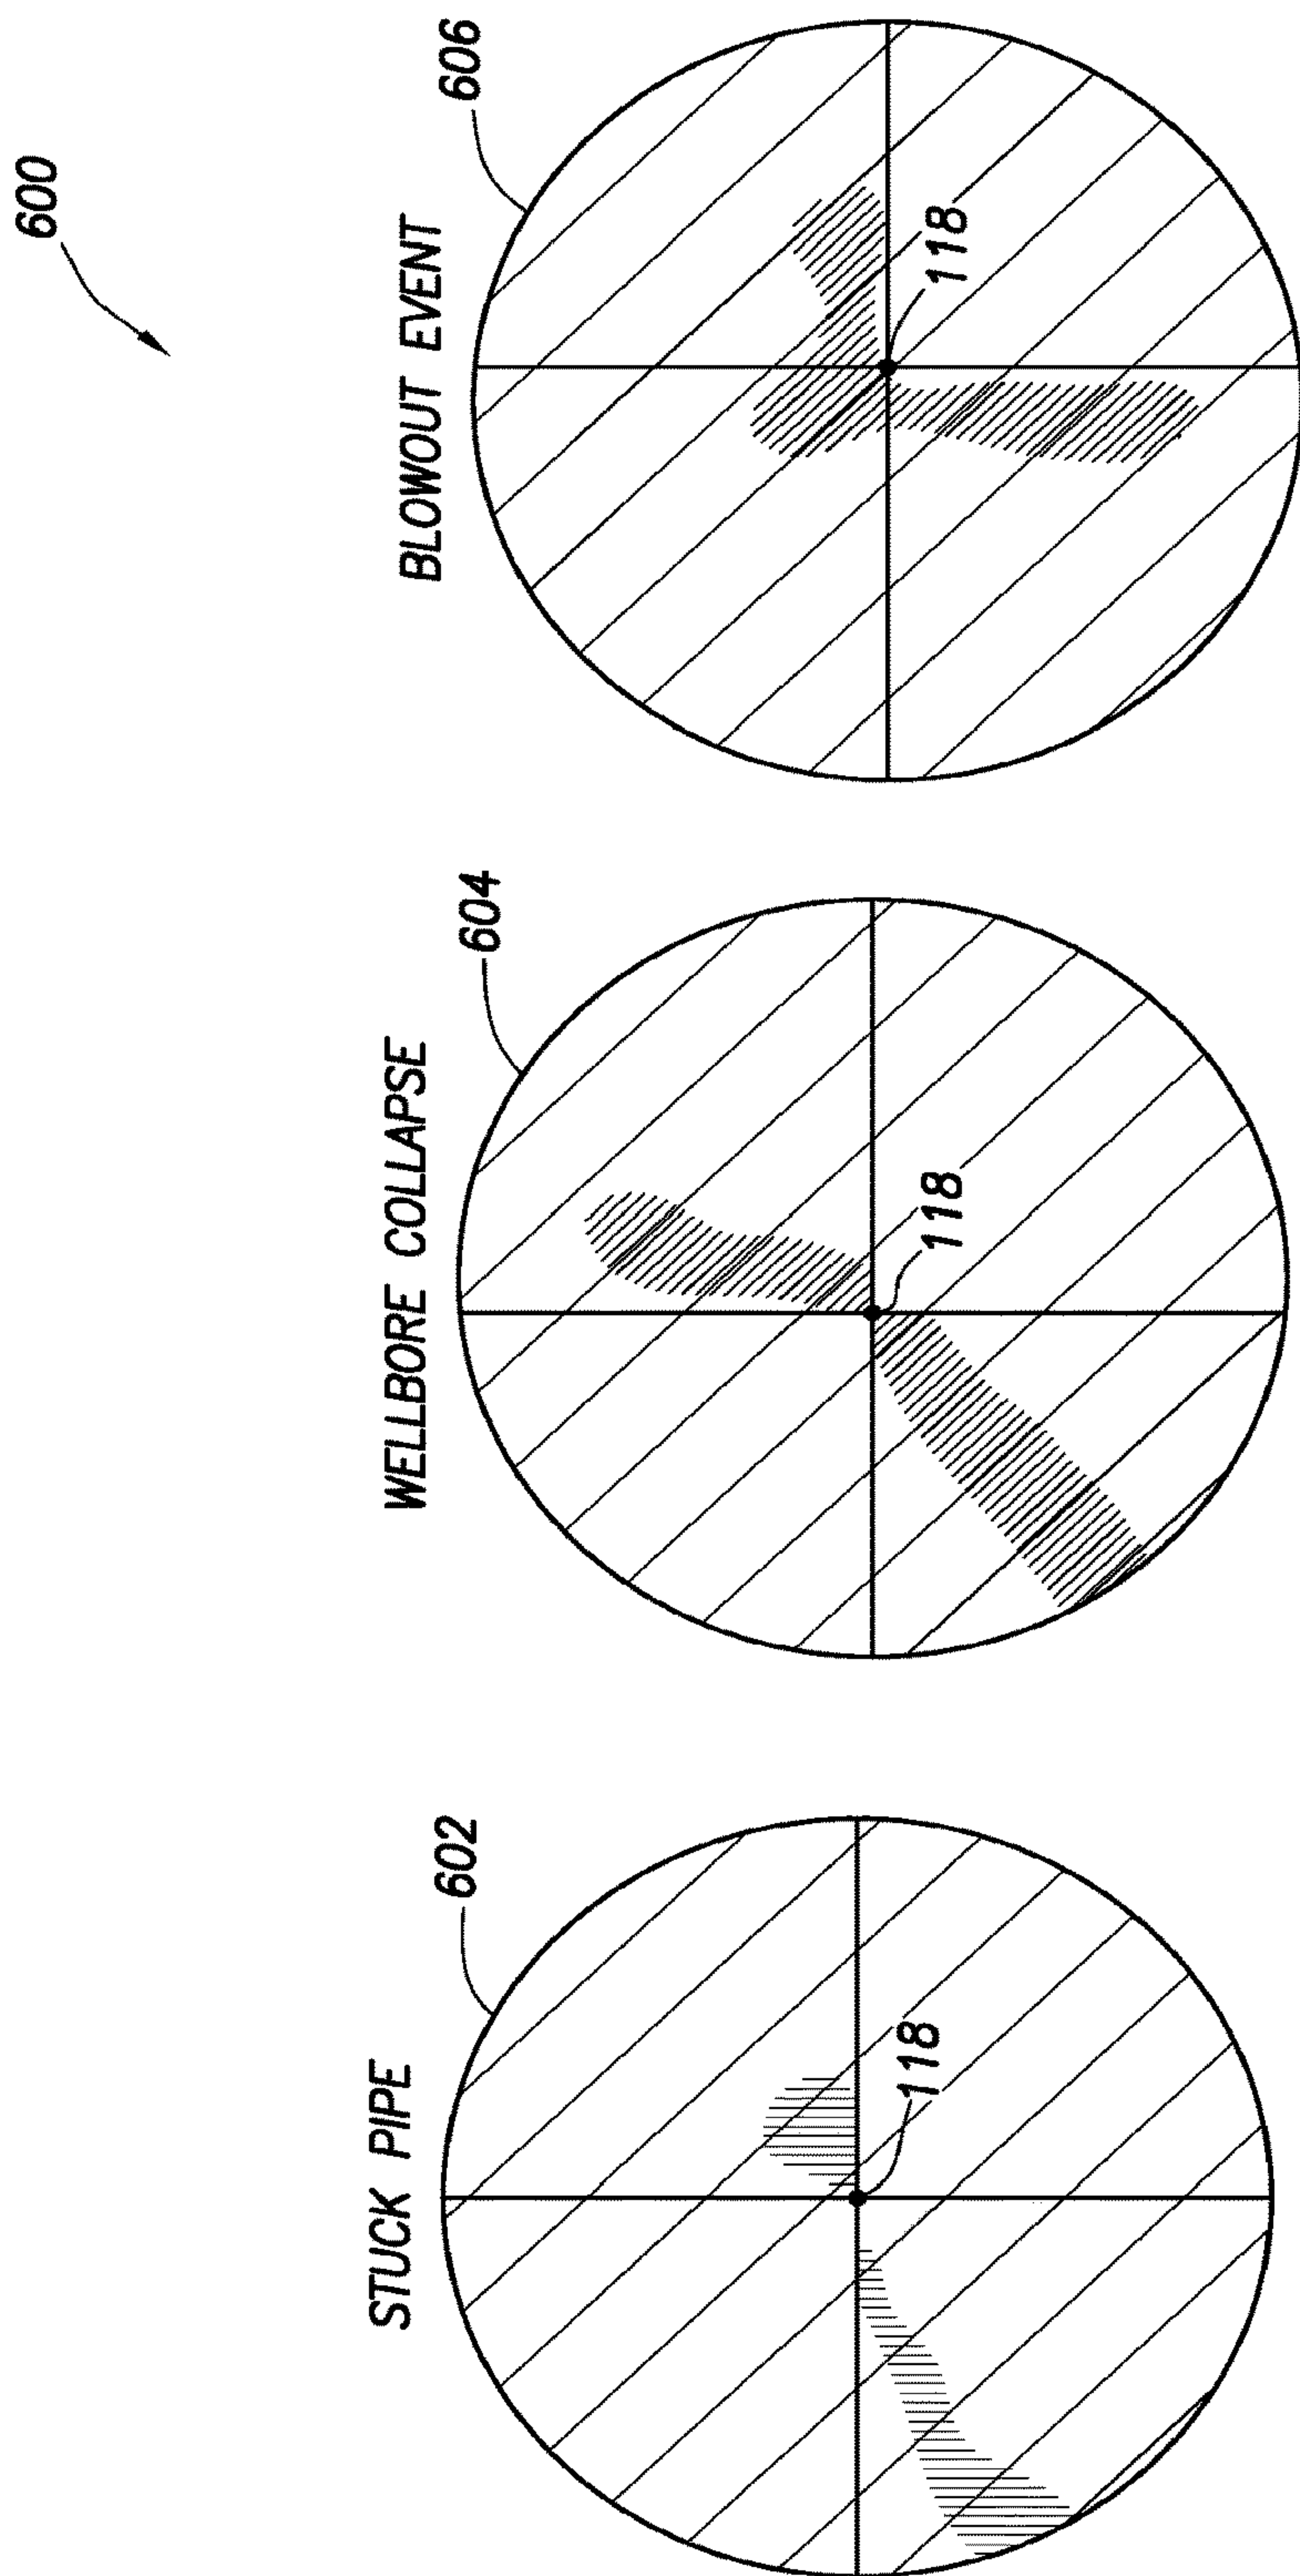 600
STUCK PIPE
602
118
WELLBORE COLLAPSE
604
118
BLOWOUT EVENT
606
118